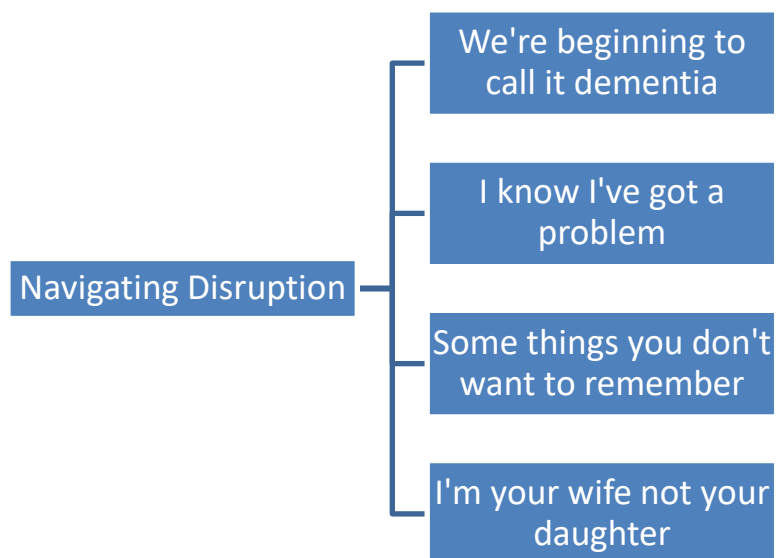 We're beginning to
call it dementia
I know I've got a
problem
Navigating Disruption
Some things you don't
want to remember
I'm your wife not your
daughter